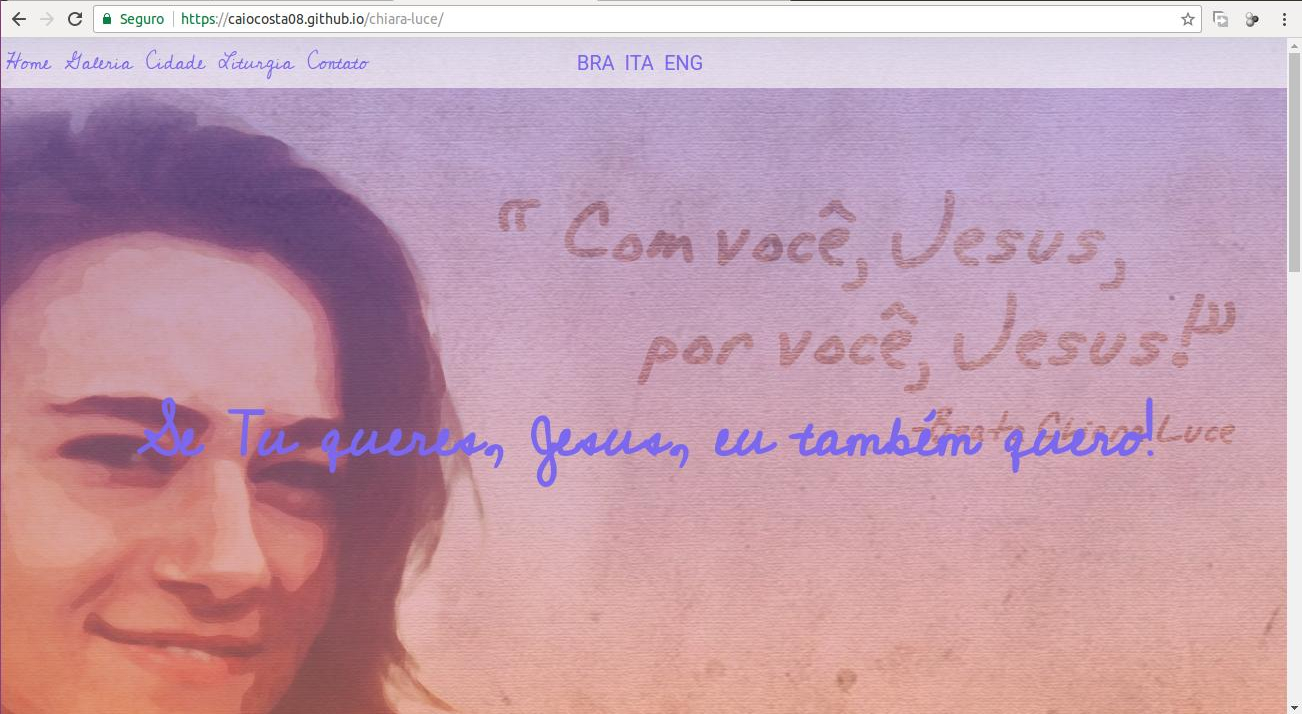 Seguro https://caiocosta08.github.io/chiara-luce/
Home Galeria Cidade Liturgia Contato BRA ITA ENG
" Com você, Jesus,
por você, Jesus!"
Beata Chiara Luce
Se Tu queres, Jesus, eu também quero!